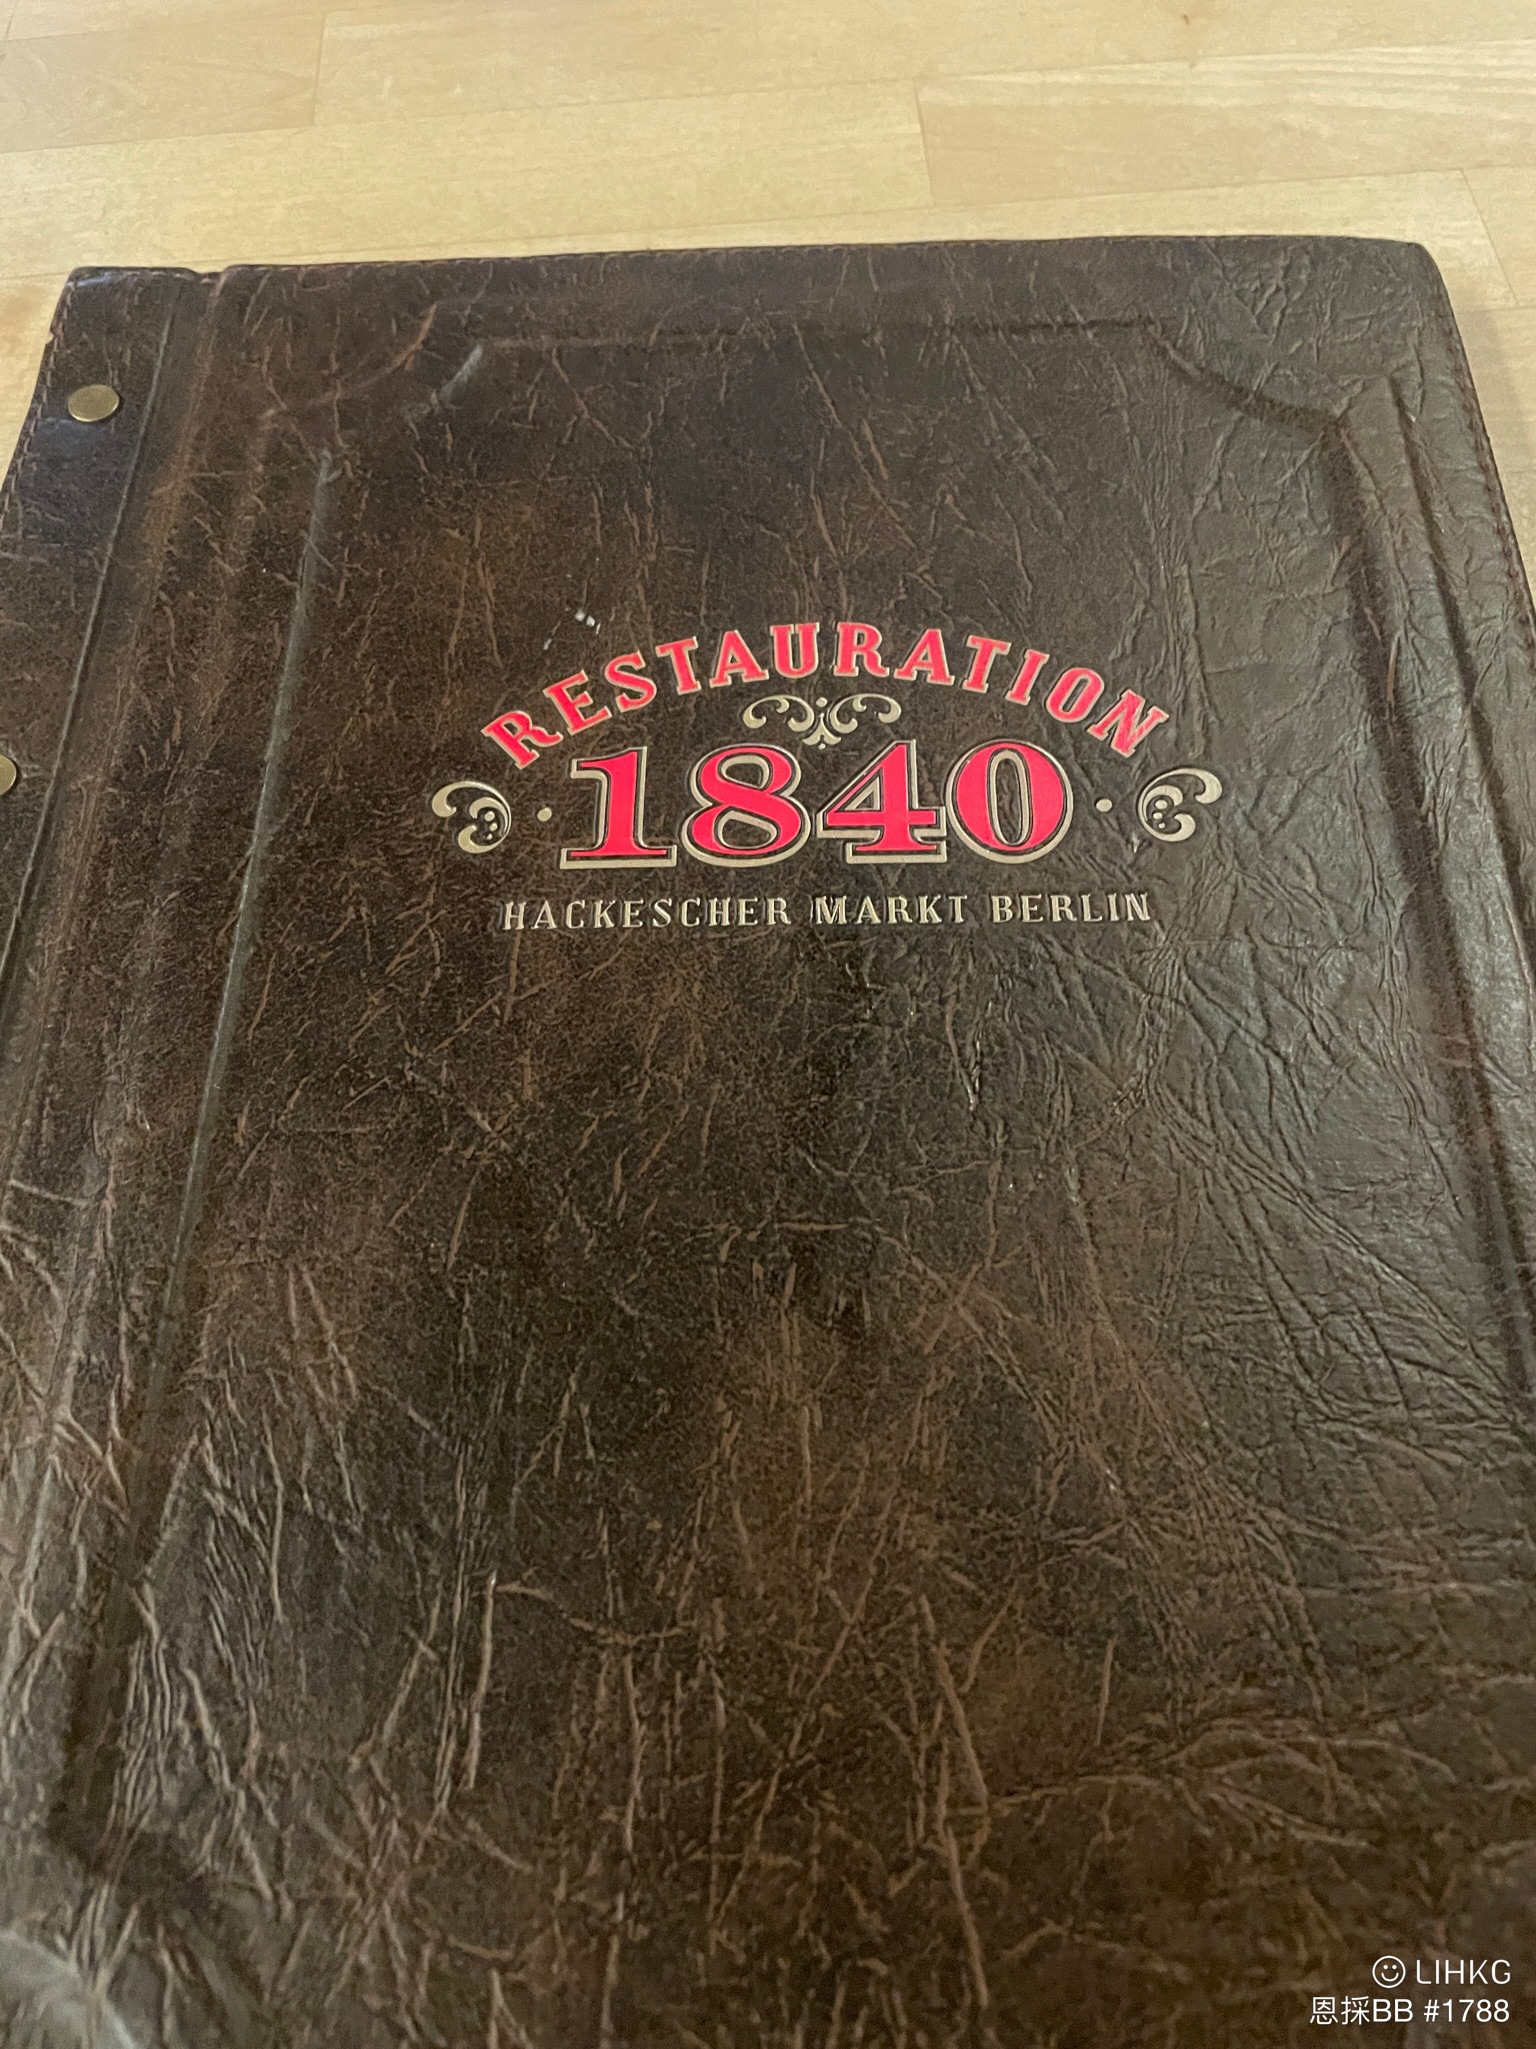 RESTAURATION
1840
HACKESCHER MARKT BERLIN
LIHKG
恩採BB #1788